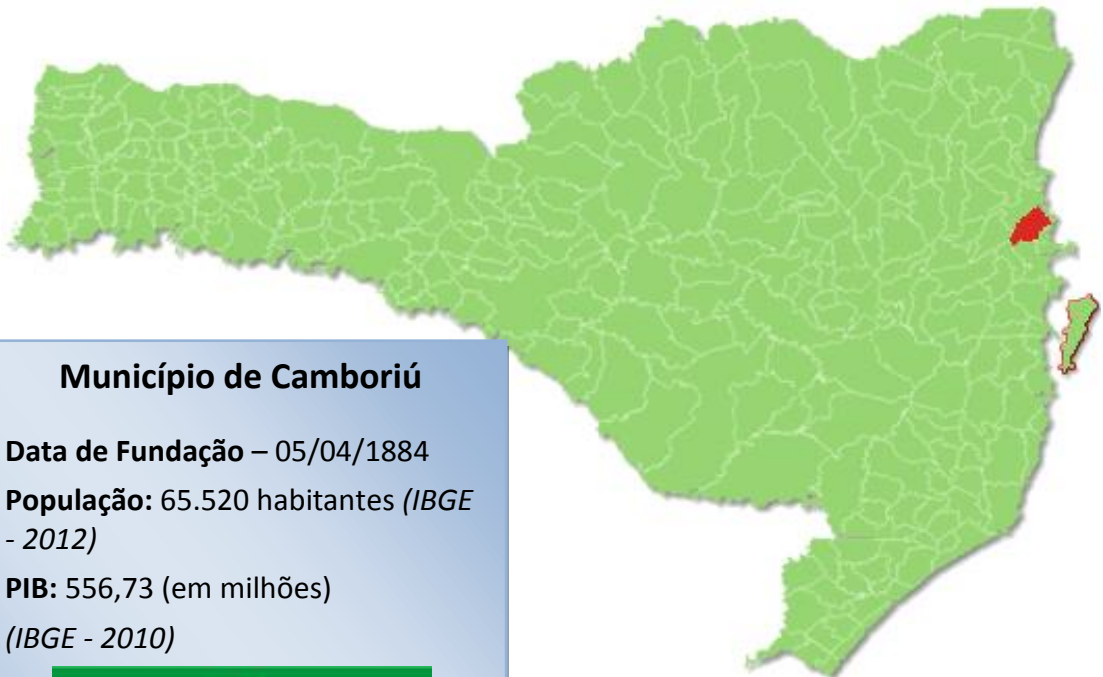 Município de Camboriú
Data de Fundação – 05/04/1884
População: 65.520 habitantes (IBGE
- 2012)
PIB: 556,73 (em milhões)
(IBGE - 2010)